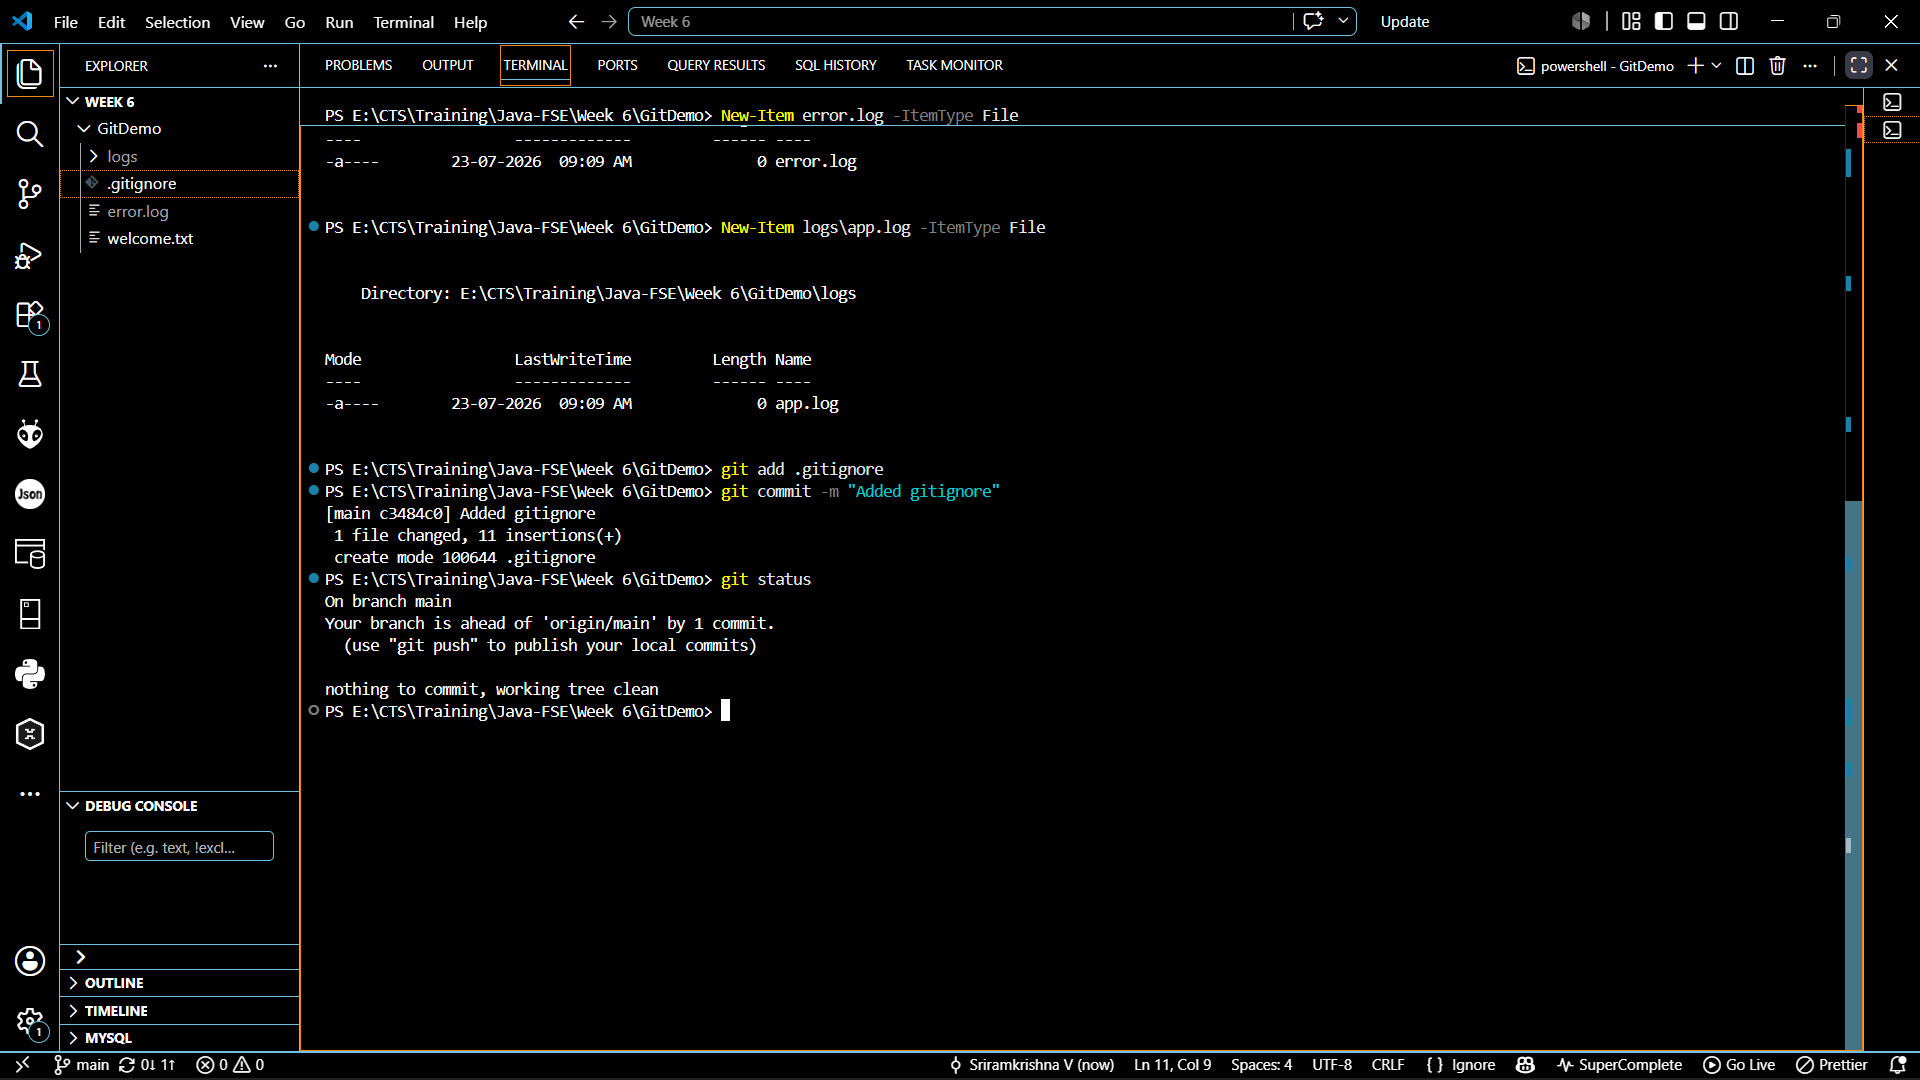 File Edit Selection View Go Run Terminal Help
Week 6
Update
EXPLORER
WEEK 6
GitDemo
logs
.gitignore
error.log
welcome.txt
PROBLEMS OUTPUT TERMINAL PORTS QUERY RESULTS SQL HISTORY TASK MONITOR
powershell - GitDemo
PS E:\CTS\Training\Java-FSE\Week 6\GitDemo> New-Item error.log -ItemType File
---- ------------- ------ ----
-a---- 23-07-2026 09:09 AM 0 error.log
PS E:\CTS\Training\Java-FSE\Week 6\GitDemo> New-Item logs\app.log -ItemType File
Directory: E:\CTS\Training\Java-FSE\Week 6\GitDemo\logs
Mode LastWriteTime Length Name
---- ------------- ------ ----
-a---- 23-07-2026 09:09 AM 0 app.log
PS E:\CTS\Training\Java-FSE\Week 6\GitDemo> git add .gitignore
PS E:\CTS\Training\Java-FSE\Week 6\GitDemo> git commit -m "Added gitignore"
[main c3484c0] Added gitignore
1 file changed, 11 insertions(+)
create mode 100644 .gitignore
PS E:\CTS\Training\Java-FSE\Week 6\GitDemo> git status
On branch main
Your branch is ahead of 'origin/main' by 1 commit.
(use "git push" to publish your local commits)
nothing to commit, working tree clean
PS E:\CTS\Training\Java-FSE\Week 6\GitDemo>
1
Json
DEBUG CONSOLE
Filter (e.g. text, !excl...
OUTLINE
TIMELINE
MYSQL
1
main 0↓ 1↑ 0 0
Sriramkrishna V (now) Ln 11, Col 9 Spaces: 4 UTF-8 CRLF {} Ignore SuperComplete Go Live Prettier